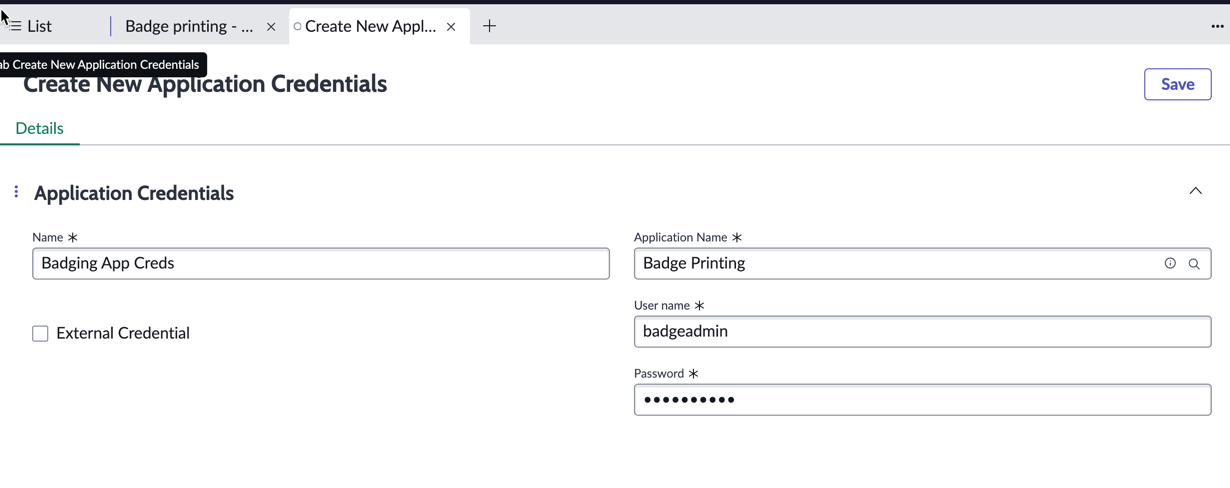 List
Badge printing - ...
Create New Appl...
ab Create New Application Credentials
Create New Application Credentials
Save
Details
Application Credentials
Name *
Badging App Creds
Application Name *
Badge Printing
External Credential
User name *
badgeadmin
Password *
••••••••••